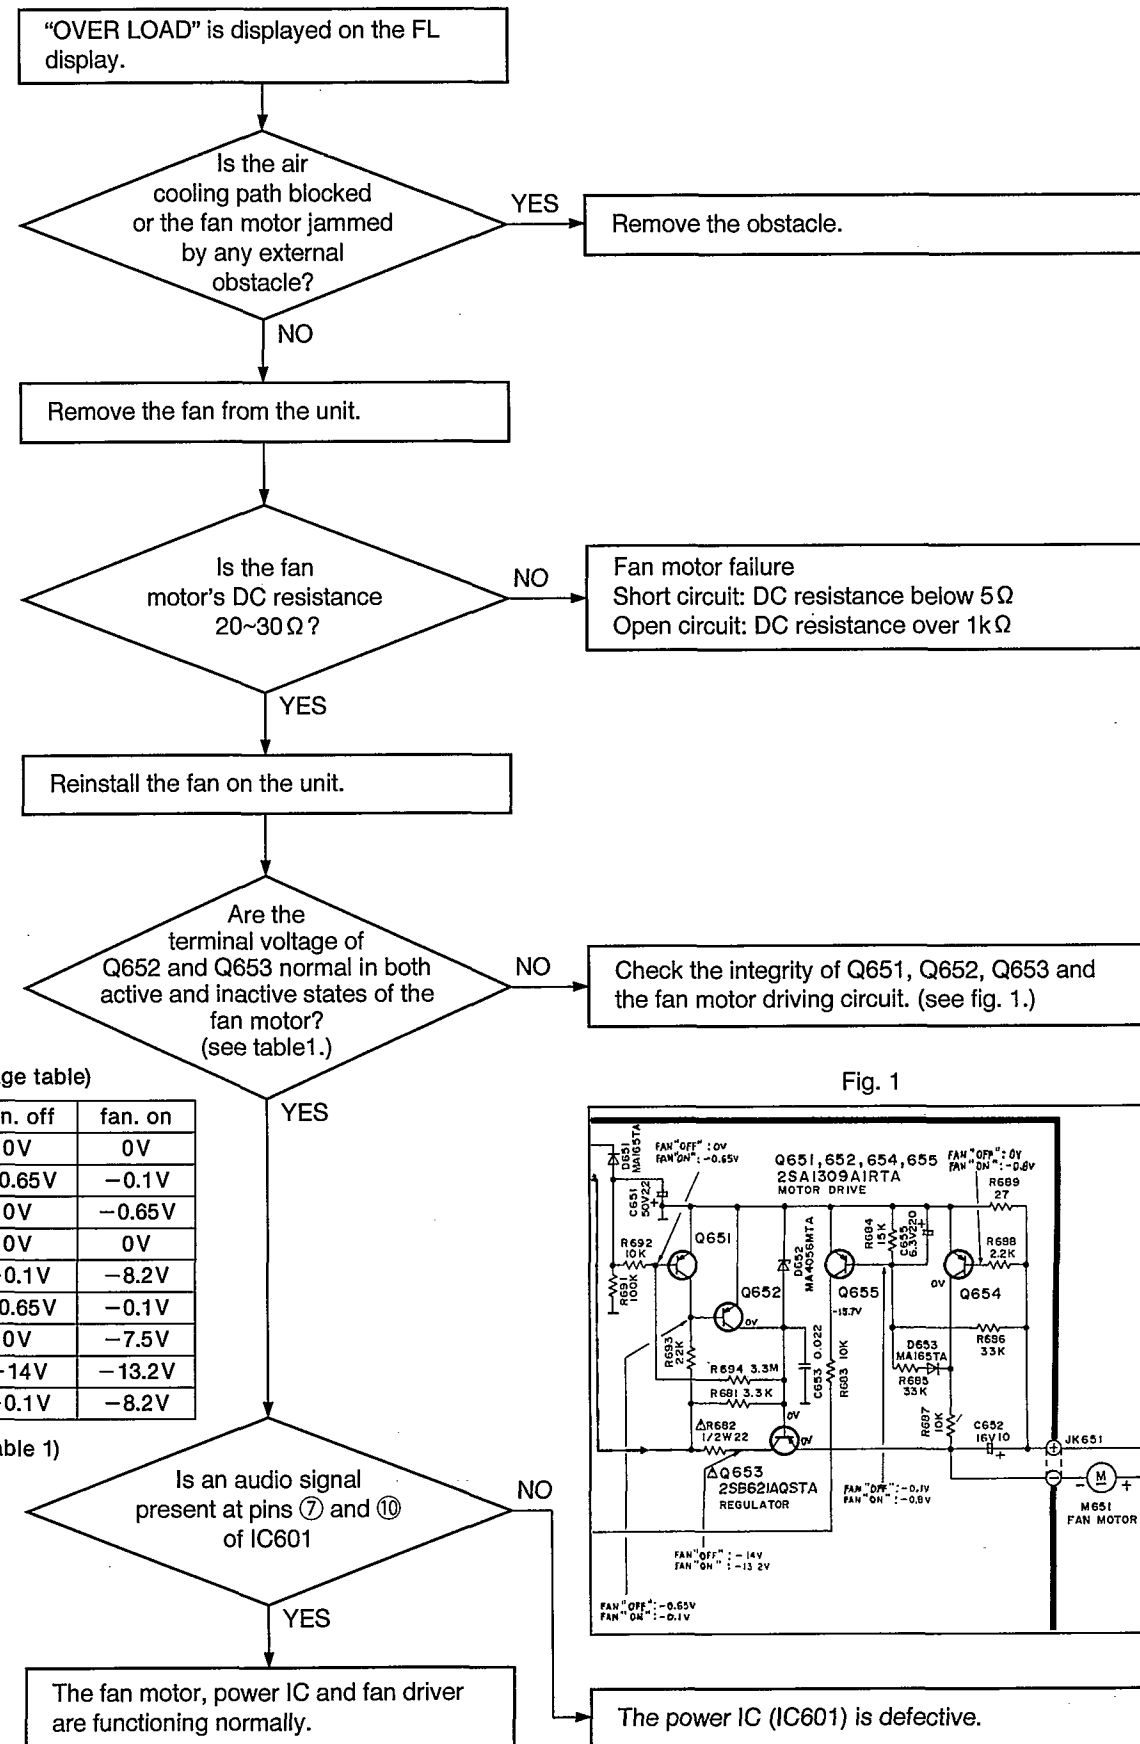 “OVER LOAD” is displayed on the FL
display.
Is the air
cooling path blocked
or the fan motor jammed
by any external
obstacle?
YES
Remove the obstacle.
NO
Remove the fan from the unit.
Is the fan
motor's DC resistance
20~30Ω?
NO
Fan motor failure
Short circuit: DC resistance below 5Ω
Open circuit: DC resistance over 1kΩ
YES
Reinstall the fan on the unit.
Are the
terminal voltage of
Q652 and Q653 normal in both
active and inactive states of the
fan motor?
(see table1.)
NO
Check the integrity of Q651, Q652, Q653 and
the fan motor driving circuit. (see fig. 1.)
YES
ge table)
n. off fan. on
0V 0V
0.65V −0.1V
0V −0.65V
0V 0V
0.1V −8.2V
0.65V −0.1V
0V −7.5V
−14V −13.2V
0.1V −8.2V
able 1)
Fig. 1
D651
MA165TA
FAN"OFF" : 0V
FAN"ON" : -0.65V
Q651,652,654,655
2SA1309A1RTA
MOTOR DRIVE
FAN"OFF" : 0V
FAN"ON" : -0.8V
R689
27
C651
50V2.2
R692
10K
Q651
R691
100K
D652
MA4056MTA
R684
15K
C655
6.3V220
R688
2.2K
Q652
0V
Q655
-13.7V
0V
Q654
R693
22K
C653 0.022
R683 10K
R696
33K
D653
MA165TA
R685
33K
R694 3.3M
R681 3.3K
R687
10K
C652
16V10
R682
1/2W22
0V
0V
JK651
Q653
2SB621AQSTA
REGULATOR
FAN"OFF" : -0.1V
FAN"ON" : -0.8V
M
M651
FAN MOTOR
FAN"OFF" : -14V
FAN"ON" : -13.2V
FAN"OFF" : -0.65V
FAN"ON" : -0.1V
Is an audio signal
present at pins ⑦ and ⑩
of IC601
NO
YES
The fan motor, power IC and fan driver
are functioning normally.
The power IC (IC601) is defective.